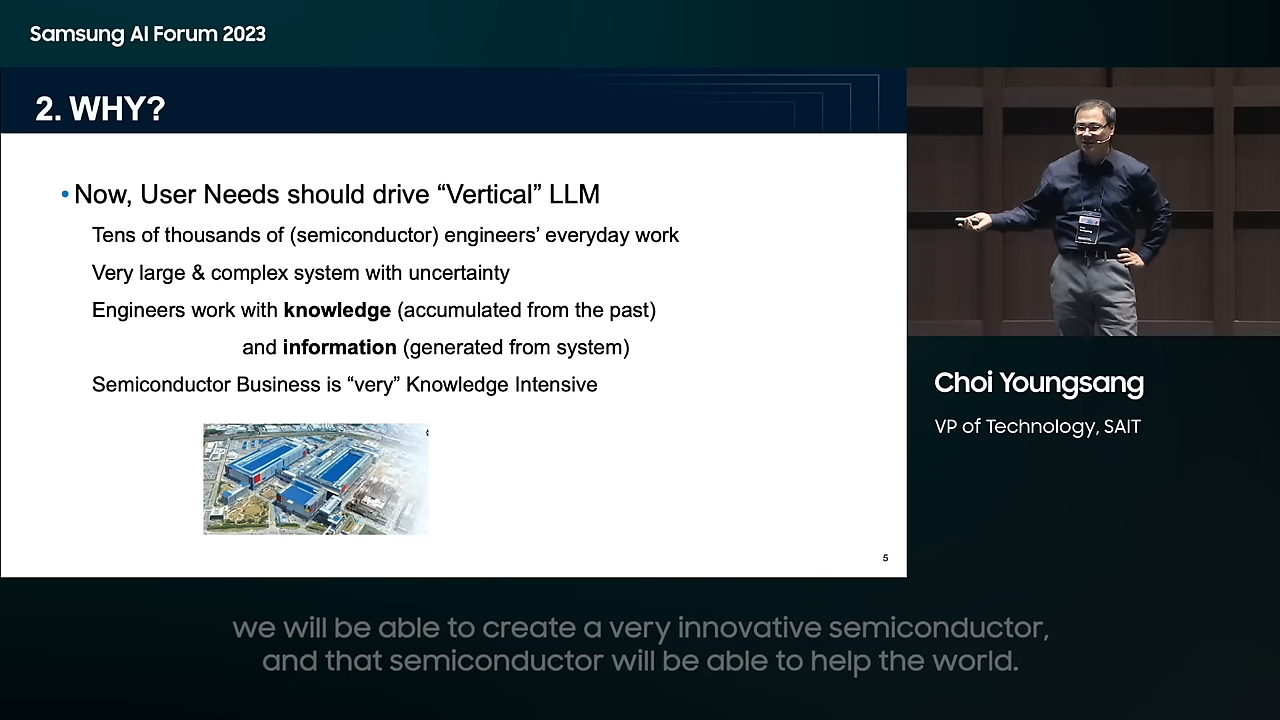 Samsung AI Forum 2023
2. WHY?
• Now, User Needs should drive “Vertical” LLM
Tens of thousands of (semiconductor) engineers’ everyday work
Very large & complex system with uncertainty
Engineers work with knowledge (accumulated from the past)
and information (generated from system)
Semiconductor Business is “very” Knowledge Intensive
5
Choi Youngsang
VP of Technology, SAIT
we will be able to create a very innovative semiconductor,
and that semiconductor will be able to help the world.